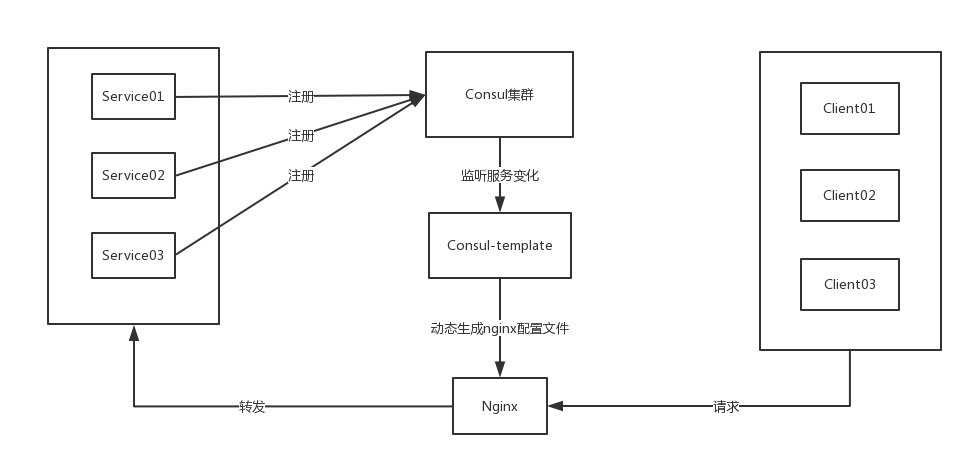 Service01
Service02
Service03
注册
注册
注册
Consul集群
监听服务变化
Consul-template
动态生成nginx配置文件
Nginx
转发
请求
Client01
Client02
Client03